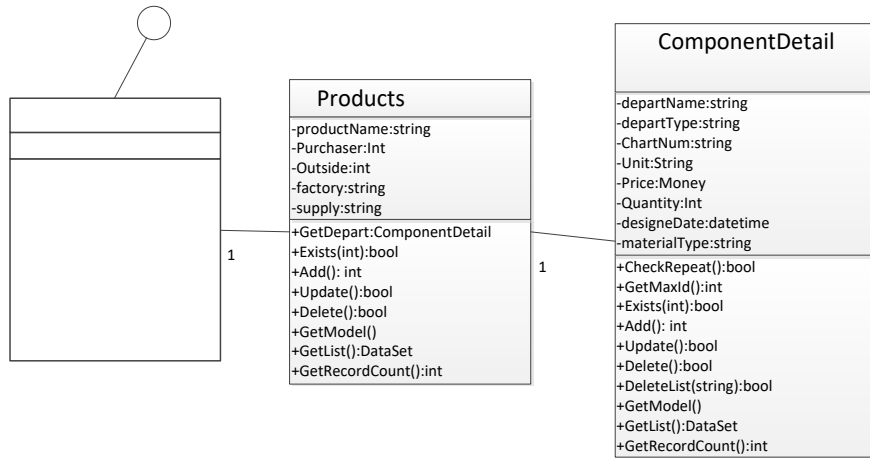 1
Products
-productName:string
-Purchaser:Int
-Outside:int
-factory:string
-supply:string
+GetDepart:ComponentDetail
+Exists(int):bool
+Add(): int
+Update():bool
+Delete():bool
+GetModel()
+GetList():DataSet
+GetRecordCount():int
1
ComponentDetail
-departName:string
-departType:string
-ChartNum:string
-Unit:String
-Price:Money
-Quantity:Int
-designeDate:datetime
-materialType:string
+CheckRepeat():bool
+GetMaxId():int
+Exists(int):bool
+Add(): int
+Update():bool
+Delete():bool
+DeleteList(string):bool
+GetModel()
+GetList():DataSet
+GetRecordCount():int